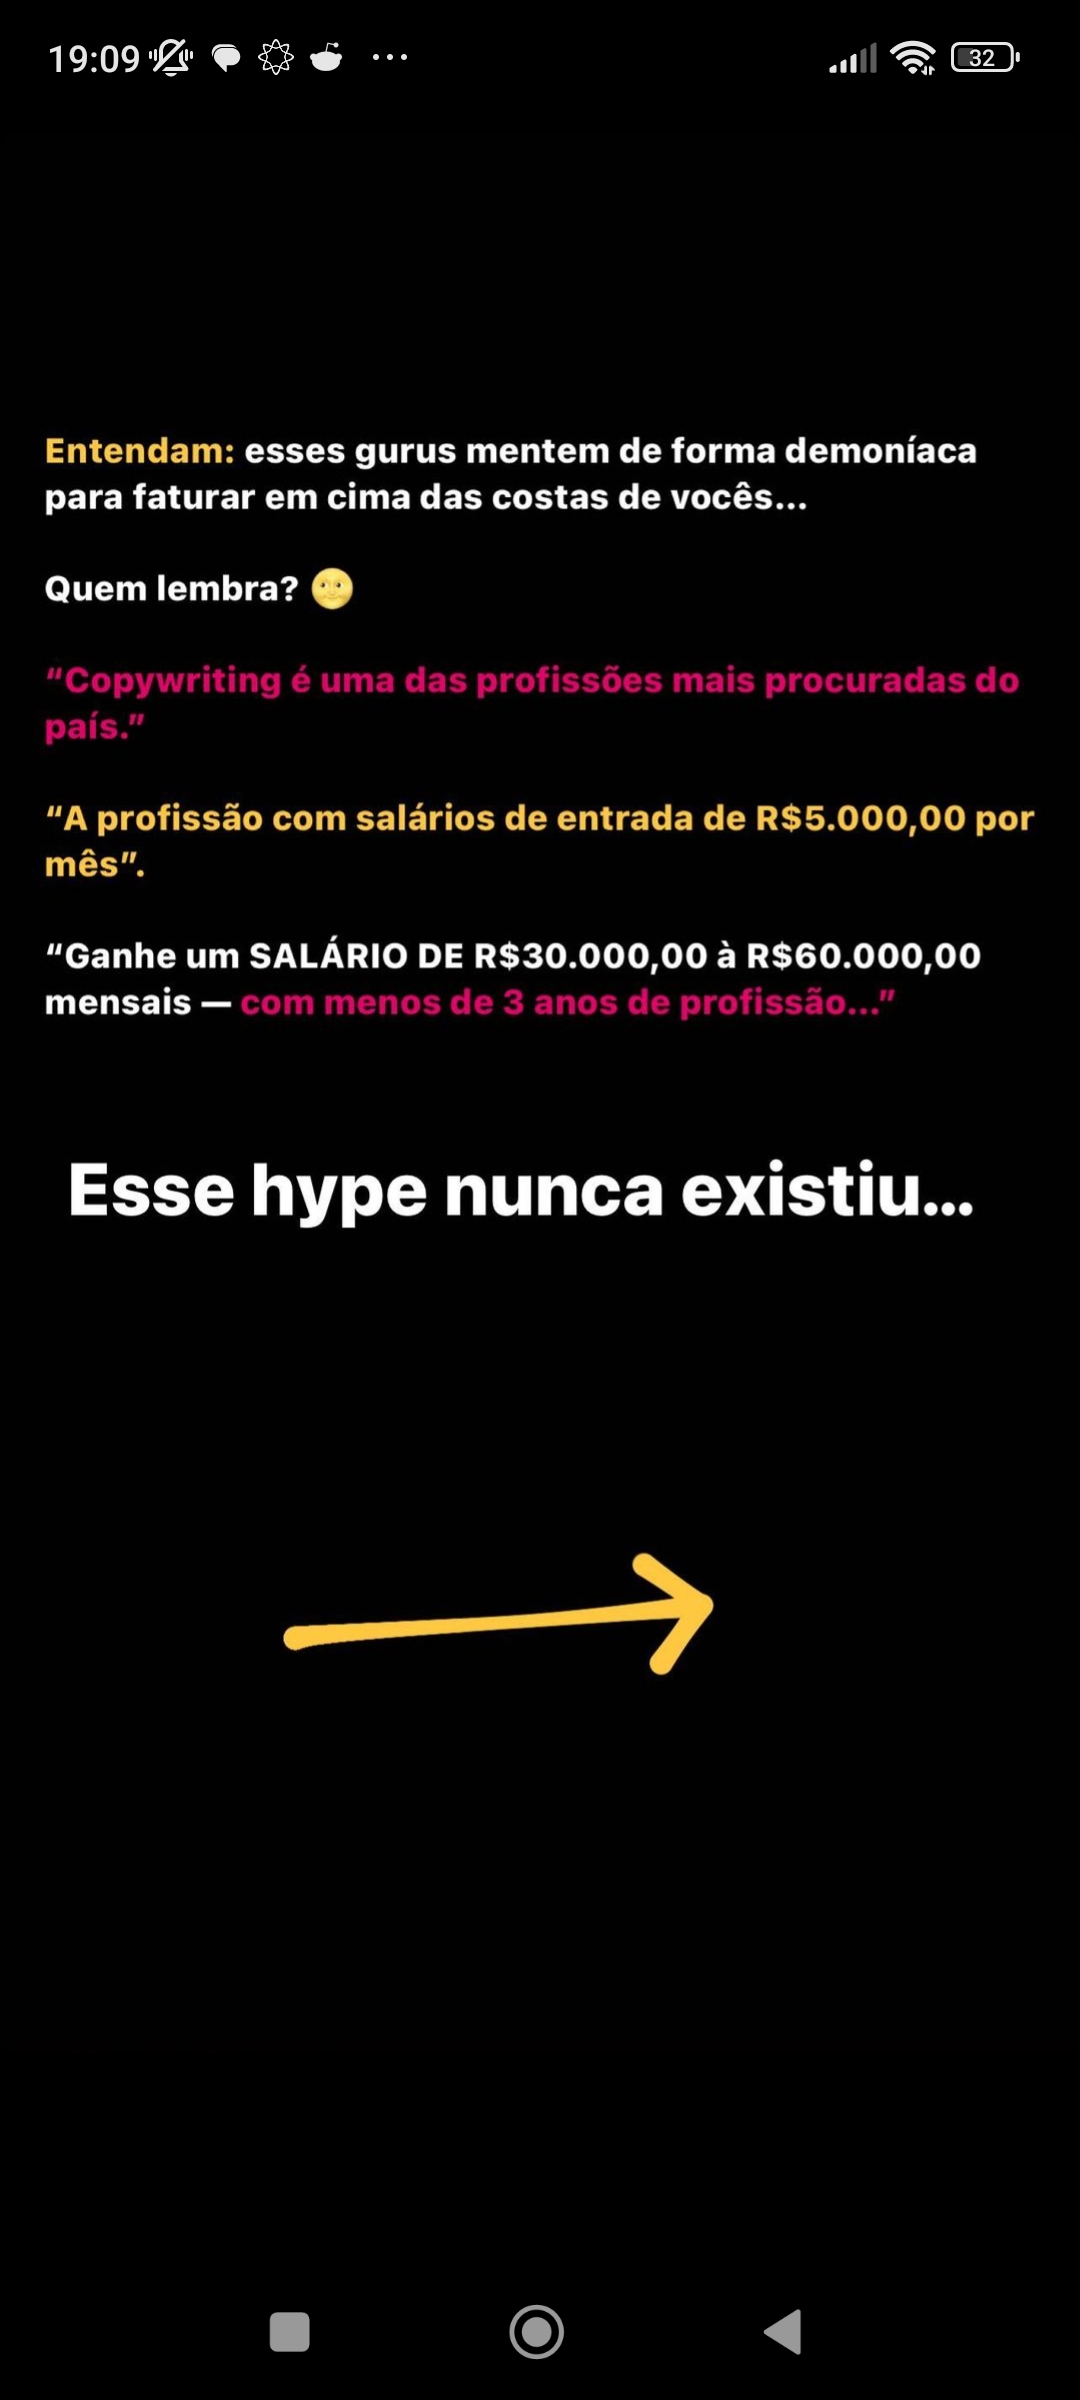 19:09
32
Entendam: esses gurus mentem de forma demoníaca
para faturar em cima das costas de vocês...
Quem lembra? 🌝
“Copywriting é uma das profissões mais procuradas do
país.”
“A profissão com salários de entrada de R$5.000,00 por
mês”.
“Ganhe um SALÁRIO DE R$30.000,00 à R$60.000,00
mensais — com menos de 3 anos de profissão...”
Esse hype nunca existiu...